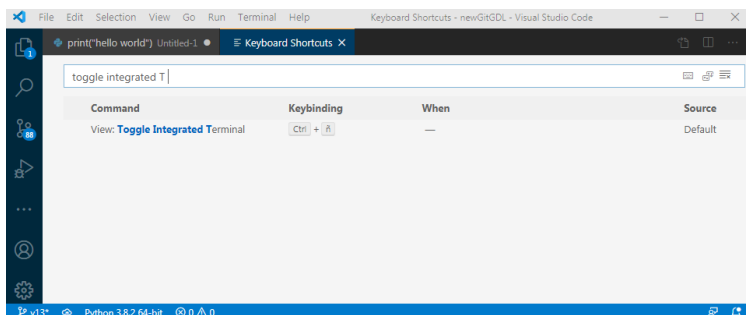 File Edit Selection View Go Run Terminal Help Keyboard Shortcuts - newGitGDL - Visual Studio Code
1
print("hello world") Untitled-1 Keyboard Shortcuts
toggle integrated T
Command Keybinding When Source
View: Toggle Integrated Terminal Ctrl + ñ — Default
88
v13* Python 3.8.2 64-bit 0 0